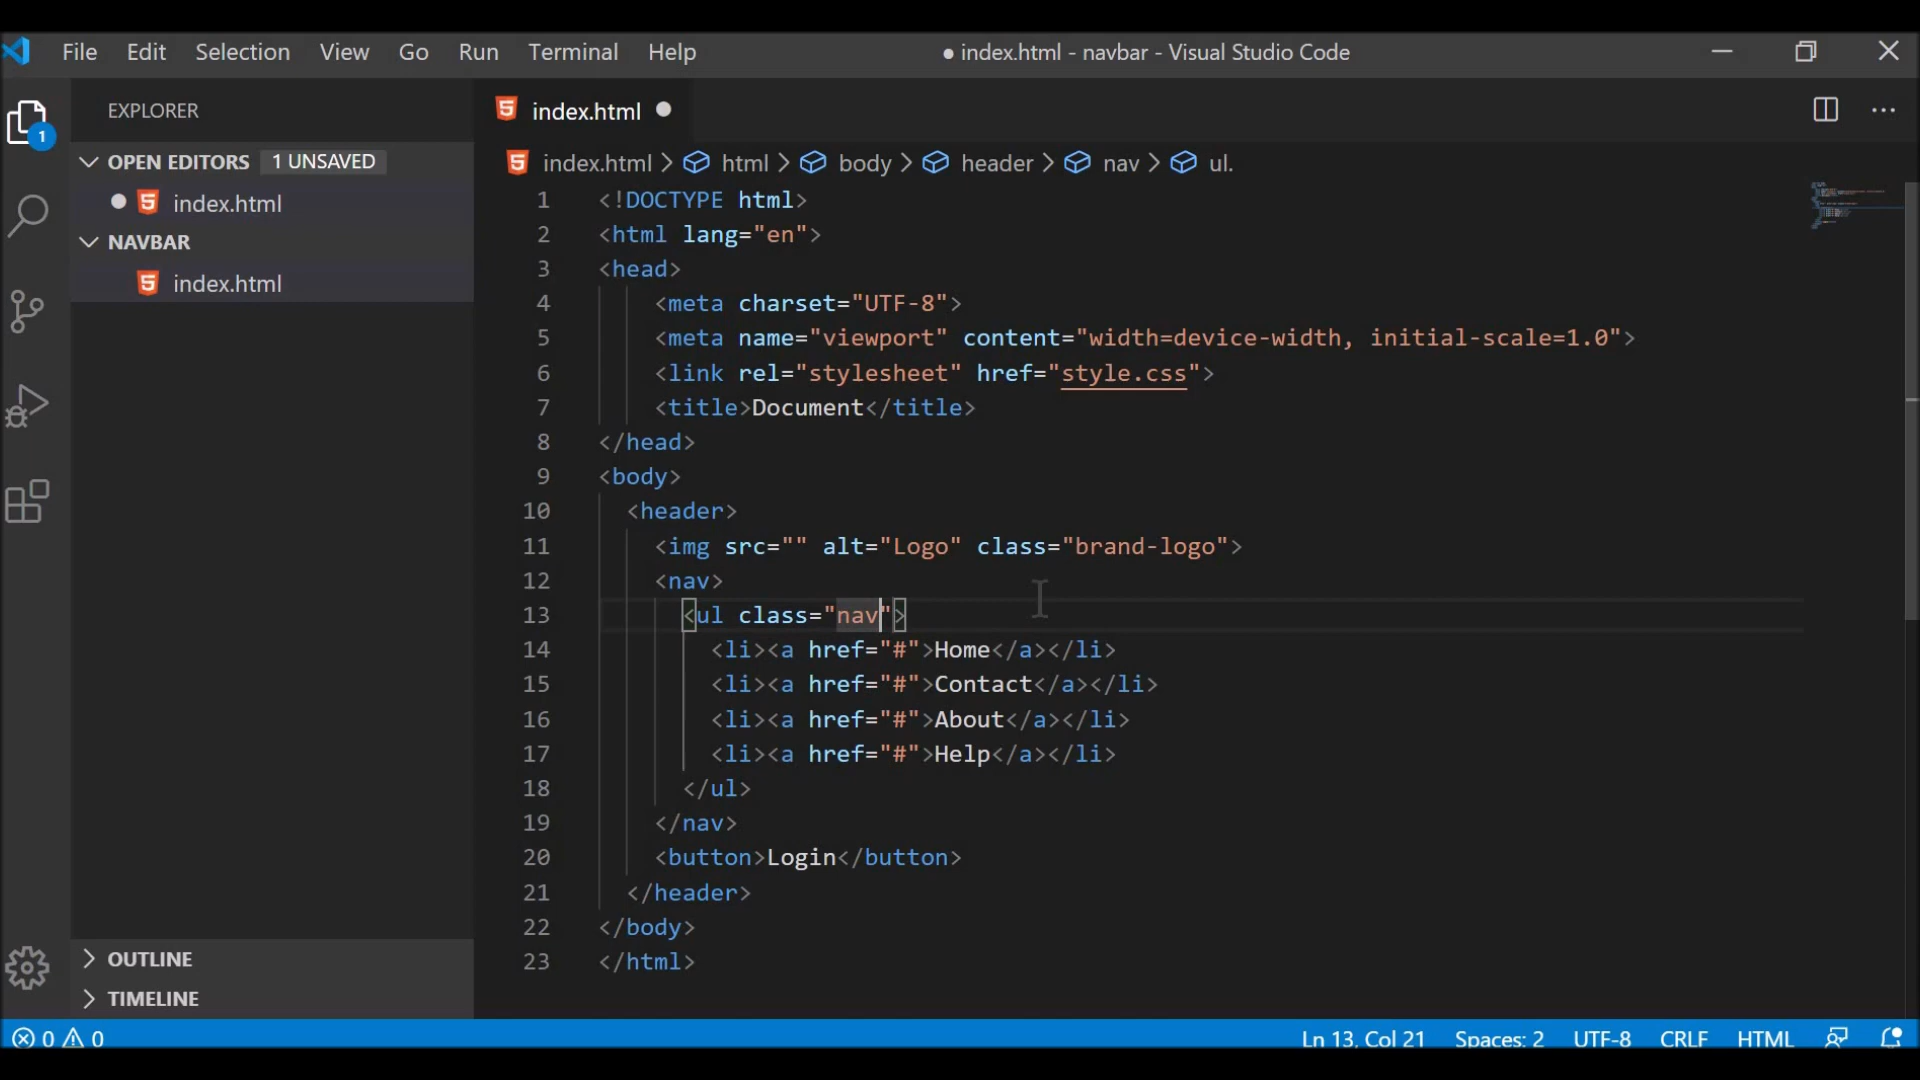 File Edit Selection View Go Run Terminal Help
● index.html - navbar - Visual Studio Code
EXPLORER
1
OPEN EDITORS 1 UNSAVED
index.html
NAVBAR
index.html
OUTLINE
TIMELINE
index.html
index.html > html > body > header > nav > ul.
1 <!DOCTYPE html>
2 <html lang="en">
3 <head>
4 <meta charset="UTF-8">
5 <meta name="viewport" content="width=device-width, initial-scale=1.0">
6 <link rel="stylesheet" href="style.css">
7 <title>Document</title>
8 </head>
9 <body>
10 <header>
11 <img src="" alt="Logo" class="brand-logo">
12 <nav>
13 <ul class="nav">
14 <li><a href="#">Home</a></li>
15 <li><a href="#">Contact</a></li>
16 <li><a href="#">About</a></li>
17 <li><a href="#">Help</a></li>
18 </ul>
19 </nav>
20 <button>Login</button>
21 </header>
22 </body>
23 </html>
0 0
Ln 13, Col 21 Spaces: 2 UTF-8 CRLF HTML